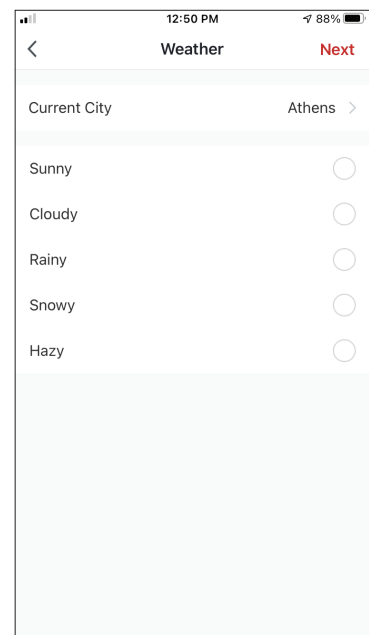 12:50 PM 88%
Weather Next
Current City Athens
Sunny
Cloudy
Rainy
Snowy
Hazy